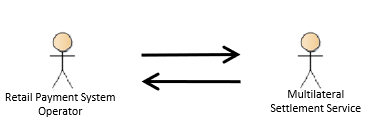 Retail Payment System
Operator
Multilateral
Settlement Service